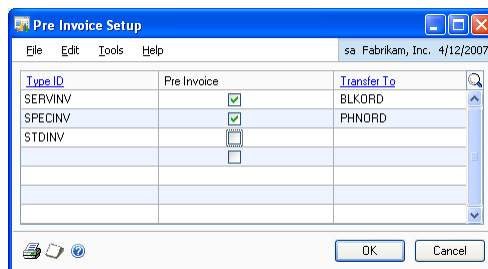 Pre Invoice Setup
File Edit Tools Help sa Fabrikam, Inc. 4/12/2007
Type ID Pre Invoice Transfer To
SERVINV BLKORD
SPECINV PHNORD
STDINV
OK Cancel